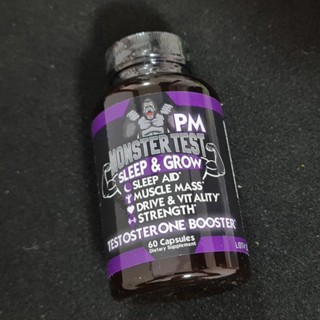 PM
MONSTER TEST
SLEEP & GROW
SLEEP AID*
MUSCLE MASS*
DRIVE & VITALITY*
STRENGTH*
TESTOSTERONE BOOSTER*
60 Capsules
Dietary Supplement